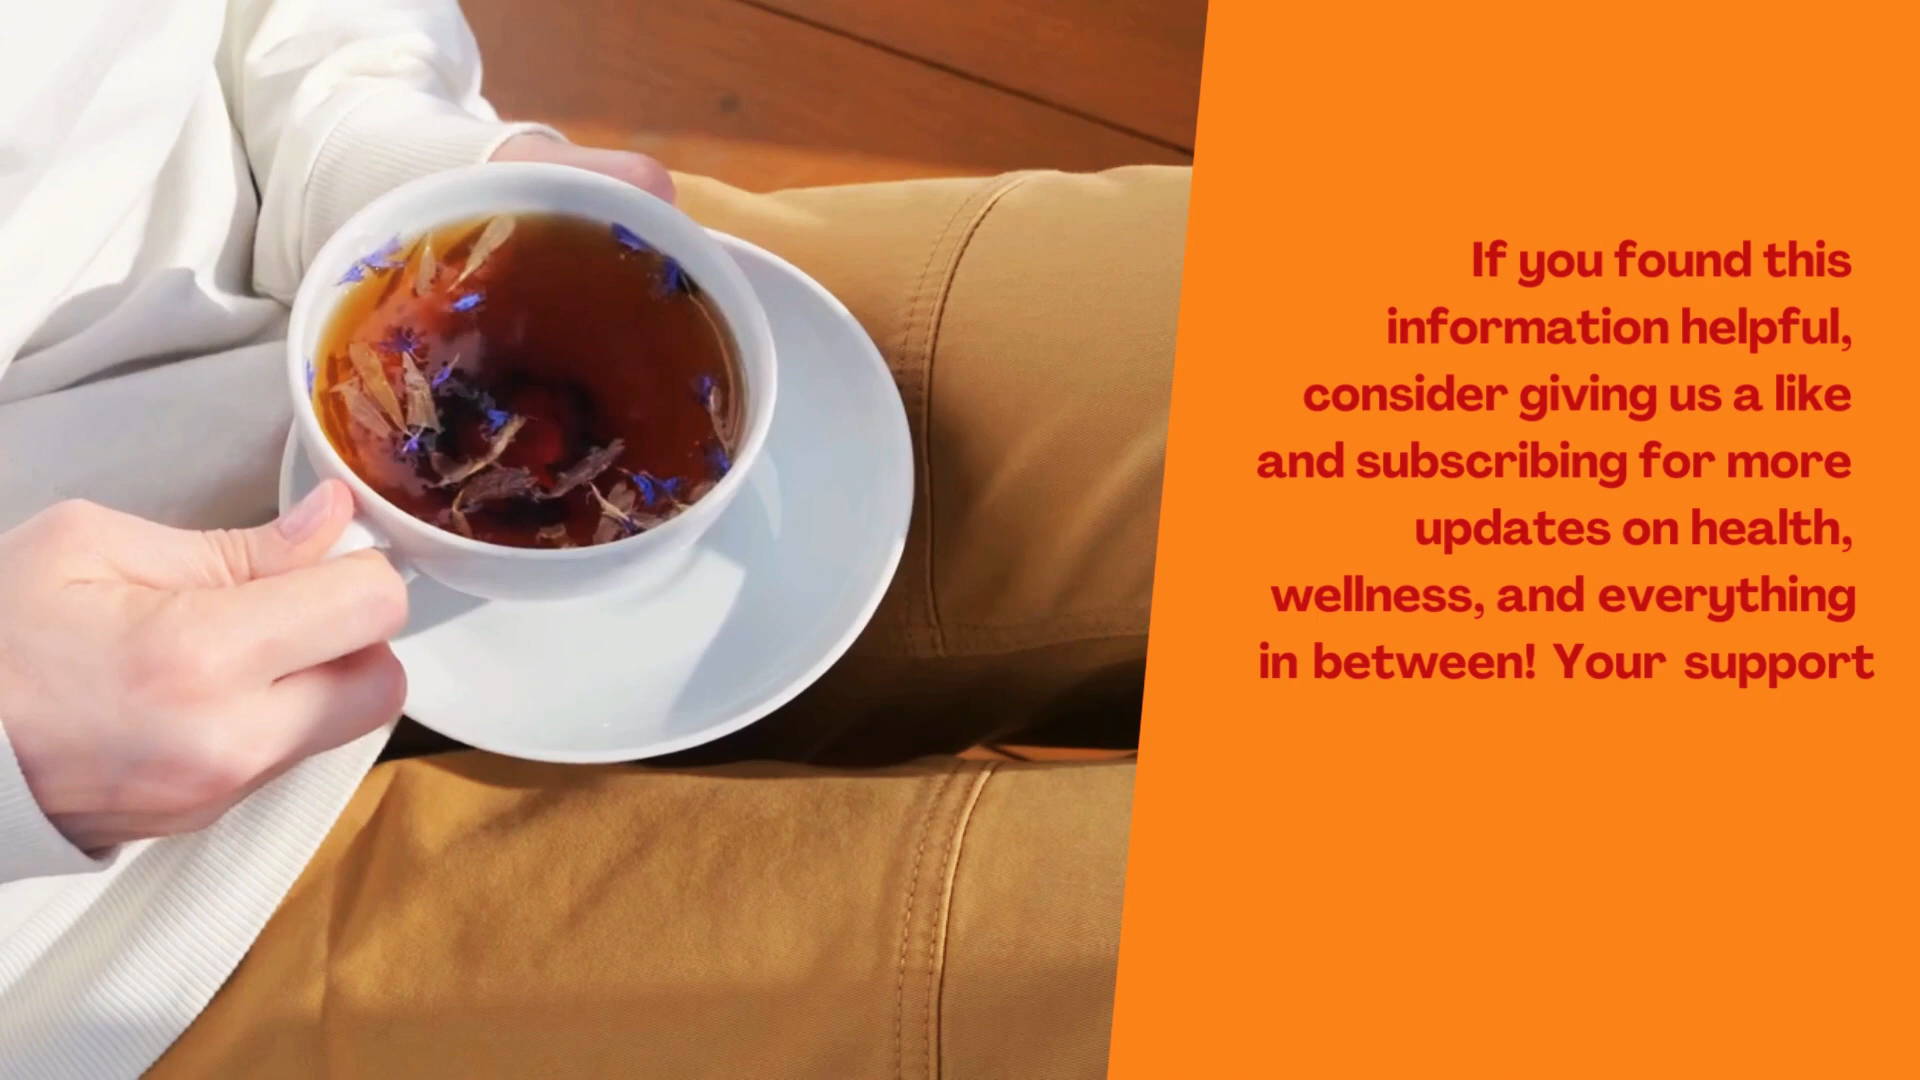 If you found this
information helpful,
consider giving us a like
and subscribing for more
updates on health,
wellness, and everything
in between! Your support